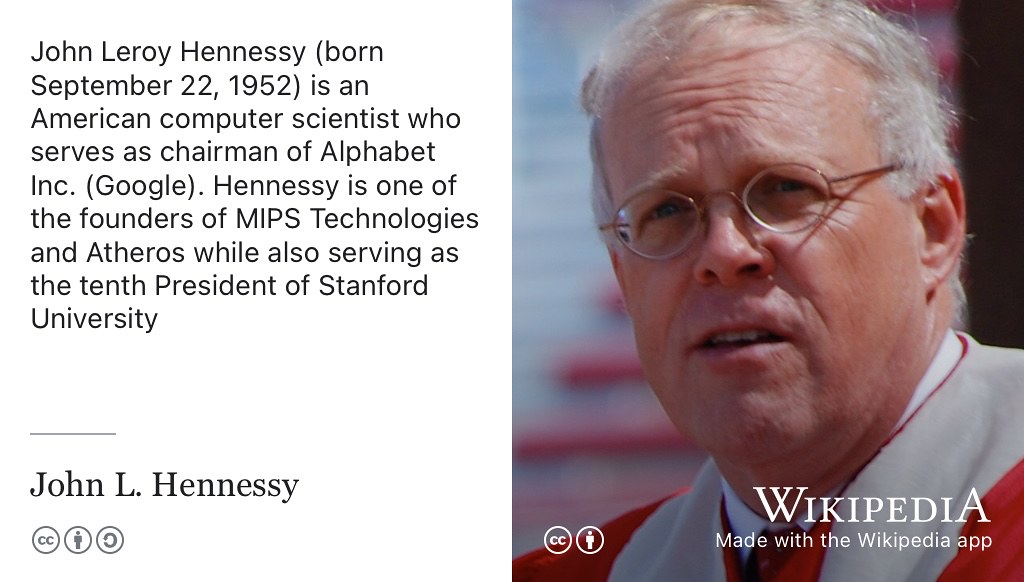 John Leroy Hennessy (born
September 22, 1952) is an
American computer scientist who
serves as chairman of Alphabet
Inc. (Google). Hennessy is one of
the founders of MIPS Technologies
and Atheros while also serving as
the tenth President of Stanford
University
John L. Hennessy
cc
cc
WIKIPEDIA
Made with the Wikipedia app